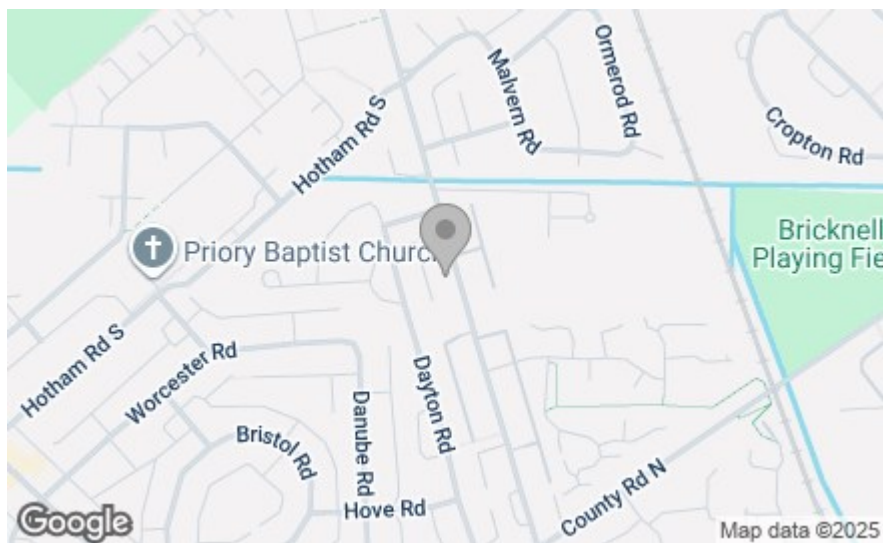 Hotham Rd S
Malvern Rd
Ormerod Rd
Cropton Rd
Priory Baptist Churc
Bricknell
Playing Fie
Hotham Rd S
Worcester Rd
Bristol Rd
Danube Rd
Dayton Rd
Hove Rd
County Rd N
Google
Map data ©2025